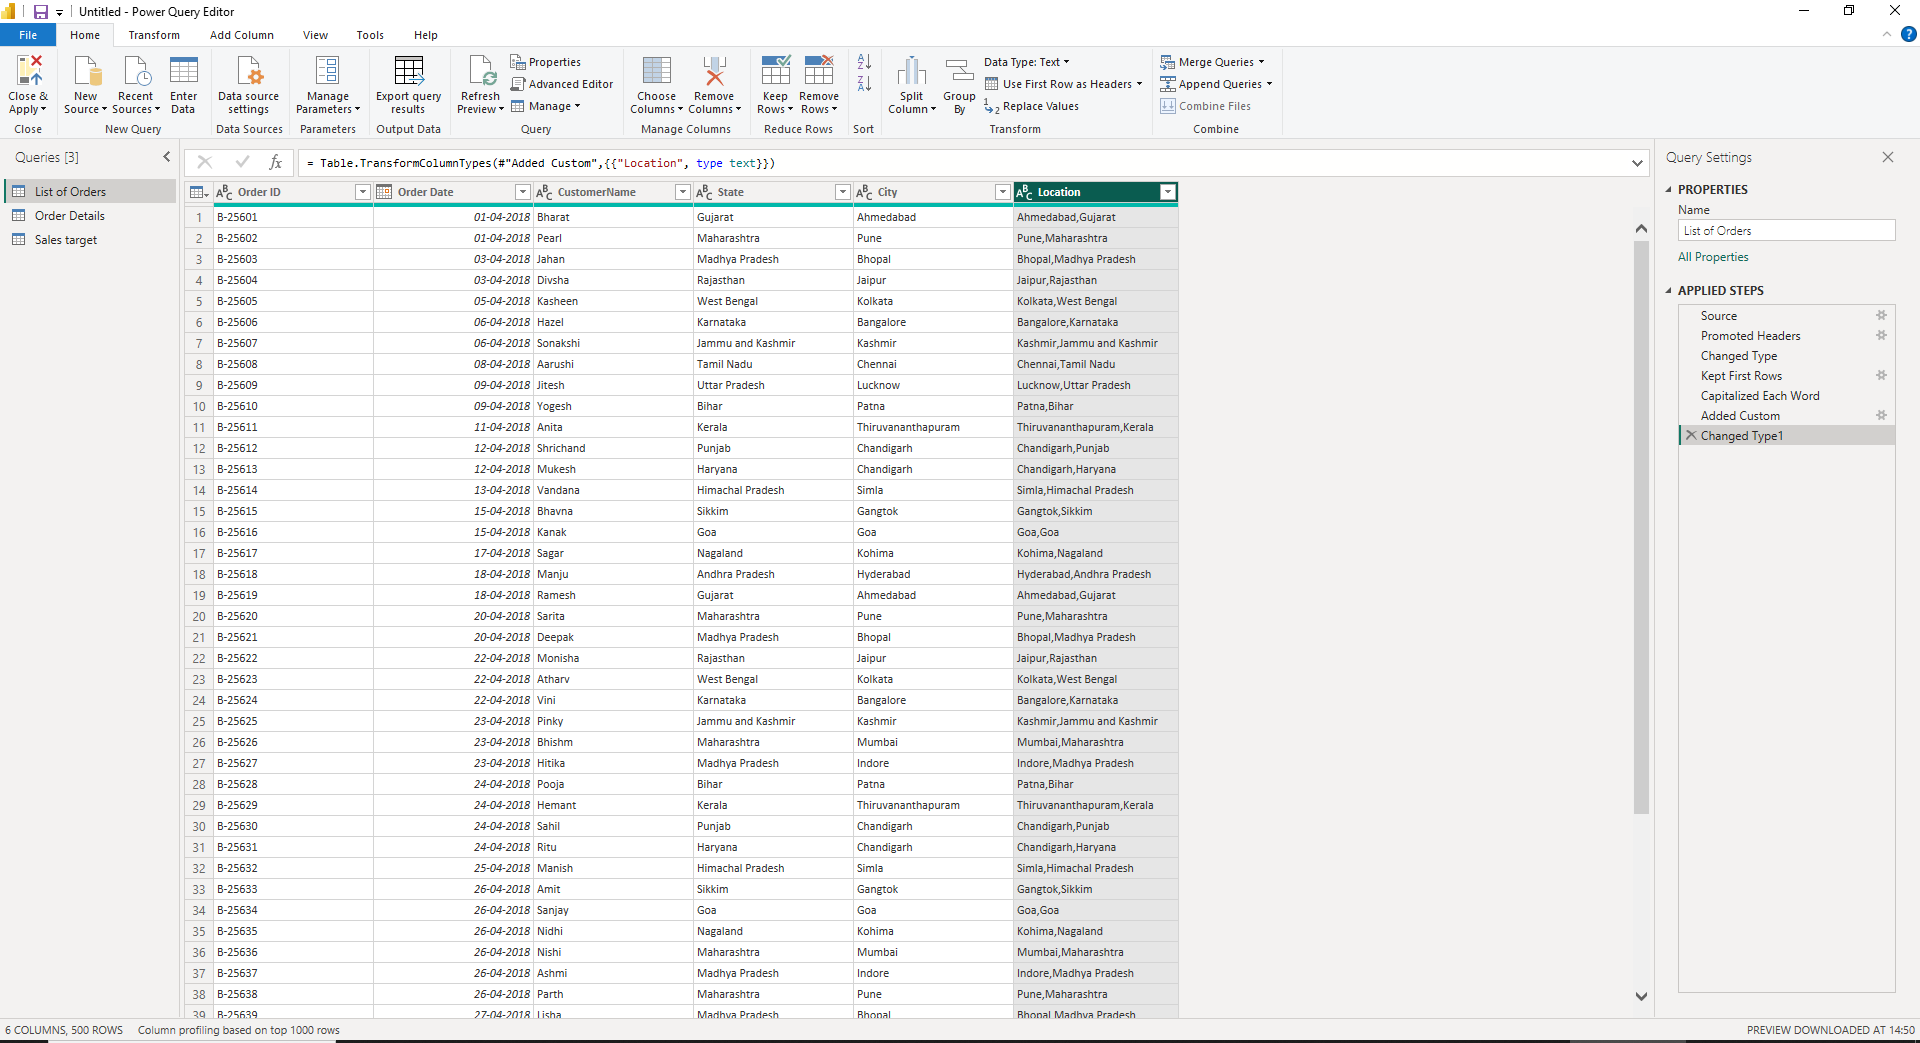 Untitled - Power Query Editor
File Home Transform Add Column View Tools Help
Close & Apply
New Source
Recent Sources
Enter Data
Data source settings
Manage Parameters
Export query results
Refresh Preview
Properties
Advanced Editor
Manage
Choose Columns
Remove Columns
Keep Rows
Remove Rows
Split Column
Group By
Data Type: Text
Use First Row as Headers
Replace Values
Merge Queries
Append Queries
Combine Files
Close New Query Data Sources Parameters Output Data Query Manage Columns Reduce Rows Sort Transform Combine
Queries [3]
List of Orders
Order Details
Sales target
fx = Table.TransformColumnTypes(#"Added Custom",{{"Location", type text}})
Order ID Order Date CustomerName State City Location
1 B-25601 01-04-2018 Bharat Gujarat Ahmedabad Ahmedabad,Gujarat
2 B-25602 01-04-2018 Pearl Maharashtra Pune Pune,Maharashtra
3 B-25603 03-04-2018 Jahan Madhya Pradesh Bhopal Bhopal,Madhya Pradesh
4 B-25604 03-04-2018 Divsha Rajasthan Jaipur Jaipur,Rajasthan
5 B-25605 05-04-2018 Kasheen West Bengal Kolkata Kolkata,West Bengal
6 B-25606 06-04-2018 Hazel Karnataka Bangalore Bangalore,Karnataka
7 B-25607 06-04-2018 Sonakshi Jammu and Kashmir Kashmir Kashmir,Jammu and Kashmir
8 B-25608 08-04-2018 Aarushi Tamil Nadu Chennai Chennai,Tamil Nadu
9 B-25609 09-04-2018 Jitesh Uttar Pradesh Lucknow Lucknow,Uttar Pradesh
10 B-25610 09-04-2018 Yogesh Bihar Patna Patna,Bihar
11 B-25611 11-04-2018 Anita Kerala Thiruvananthapuram Thiruvananthapuram,Kerala
12 B-25612 12-04-2018 Shrichand Punjab Chandigarh Chandigarh,Punjab
13 B-25613 12-04-2018 Mukesh Haryana Chandigarh Chandigarh,Haryana
14 B-25614 13-04-2018 Vandana Himachal Pradesh Simla Simla,Himachal Pradesh
15 B-25615 15-04-2018 Bhavna Sikkim Gangtok Gangtok,Sikkim
16 B-25616 15-04-2018 Kanak Goa Goa Goa,Goa
17 B-25617 17-04-2018 Sagar Nagaland Kohima Kohima,Nagaland
18 B-25618 18-04-2018 Manju Andhra Pradesh Hyderabad Hyderabad,Andhra Pradesh
19 B-25619 18-04-2018 Ramesh Gujarat Ahmedabad Ahmedabad,Gujarat
20 B-25620 20-04-2018 Sarita Maharashtra Pune Pune,Maharashtra
21 B-25621 20-04-2018 Deepak Madhya Pradesh Bhopal Bhopal,Madhya Pradesh
22 B-25622 22-04-2018 Monisha Rajasthan Jaipur Jaipur,Rajasthan
23 B-25623 22-04-2018 Atharv West Bengal Kolkata Kolkata,West Bengal
24 B-25624 22-04-2018 Vini Karnataka Bangalore Bangalore,Karnataka
25 B-25625 23-04-2018 Pinky Jammu and Kashmir Kashmir Kashmir,Jammu and Kashmir
26 B-25626 23-04-2018 Bhishm Maharashtra Mumbai Mumbai,Maharashtra
27 B-25627 23-04-2018 Hitika Madhya Pradesh Indore Indore,Madhya Pradesh
28 B-25628 24-04-2018 Pooja Bihar Patna Patna,Bihar
29 B-25629 24-04-2018 Hemant Kerala Thiruvananthapuram Thiruvananthapuram,Kerala
30 B-25630 24-04-2018 Sahil Punjab Chandigarh Chandigarh,Punjab
31 B-25631 24-04-2018 Ritu Haryana Chandigarh Chandigarh,Haryana
32 B-25632 25-04-2018 Manish Himachal Pradesh Simla Simla,Himachal Pradesh
33 B-25633 26-04-2018 Amit Sikkim Gangtok Gangtok,Sikkim
34 B-25634 26-04-2018 Sanjay Goa Goa Goa,Goa
35 B-25635 26-04-2018 Nidhi Nagaland Kohima Kohima,Nagaland
36 B-25636 26-04-2018 Nishi Maharashtra Mumbai Mumbai,Maharashtra
37 B-25637 26-04-2018 Ashmi Madhya Pradesh Indore Indore,Madhya Pradesh
38 B-25638 26-04-2018 Parth Maharashtra Pune Pune,Maharashtra
39 B-25639 27-04-2018 Lisha Madhya Pradesh Bhopal Bhopal,Madhya Pradesh
Query Settings
PROPERTIES
Name
List of Orders
All Properties
APPLIED STEPS
Source
Promoted Headers
Changed Type
Kept First Rows
Capitalized Each Word
Added Custom
Changed Type1
6 COLUMNS, 500 ROWS Column profiling based on top 1000 rows PREVIEW DOWNLOADED AT 14:50